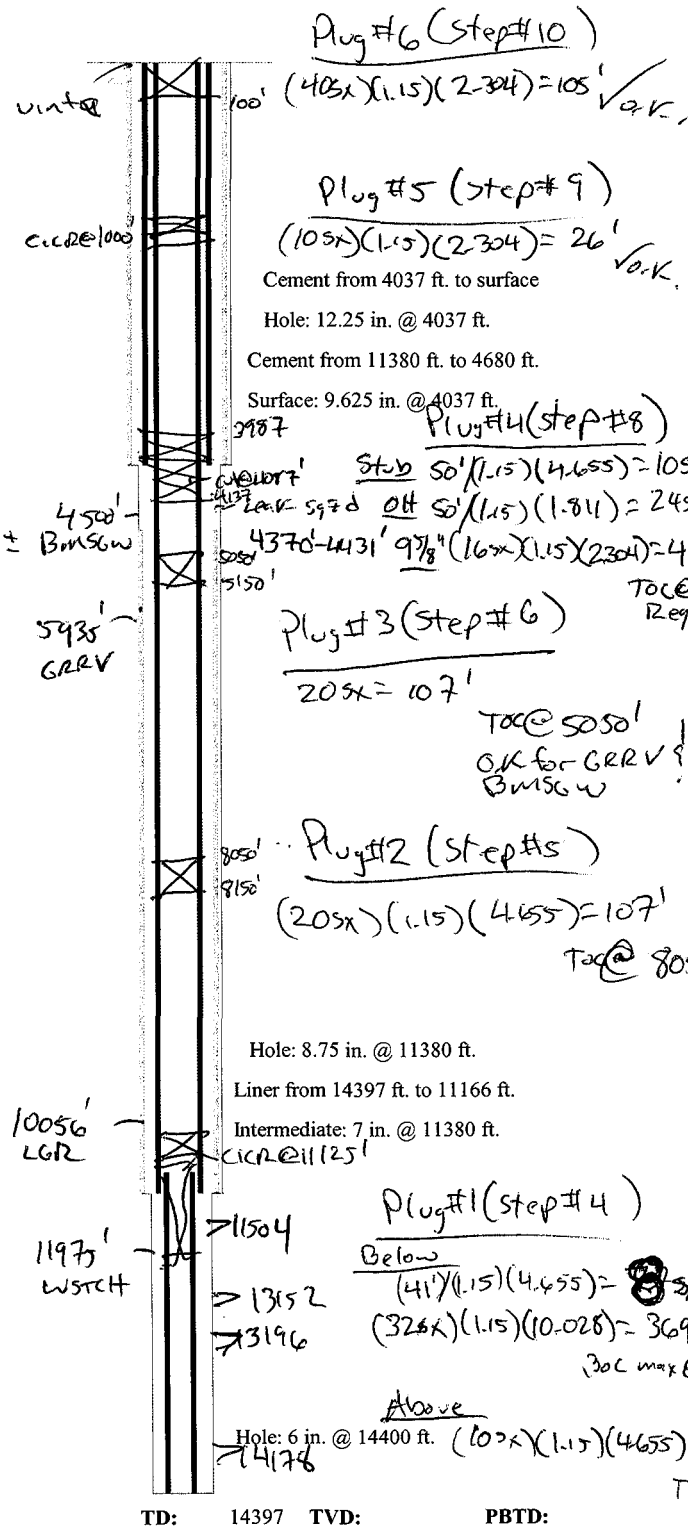 Plug #6 (Step #10)
(40sx)(1.15)(2.304)=105' ✓ O.K.
Uinta
100'
Plug #5 (Step #9)
CICR@1000'
(10sx)(1.15)(2.304)= 26' ✓ O.K.
Cement from 4037 ft. to surface
Hole: 12.25 in. @ 4037 ft.
Cement from 11380 ft. to 4680 ft.
Surface: 9.625 in. @ 4037 ft.
3987
Plug #4 (step #8)
Stub 50'/(1.15)(4.655)= 10s
4137
OH 50'/(1.15)(1.811) = 24s
4500'
± BMSGW
9 5/8" (16sx)(1.15)(2.304)=4
TOC@
Req
5050'
5150'
5935'
GRRV
Plug #3 (Step #6)
20sx= 107'
TOC@ 5050'
O.K for GRRV &
BMSGW
8050'
8150'
Plug #2 (Step #5)
(20sx)(1.15)(4.655)=107'
TOC@ 805
Hole: 8.75 in. @ 11380 ft.
Liner from 14397 ft. to 11166 ft.
Intermediate: 7 in. @ 11380 ft.
10056'
LGR
CICR@11125'
Plug #1 (step #4)
11504
11975'
WSTCH
Below
(41')/(1.15)(4.655)=
13152
13196
(32sx)(1.15)(10.028)= 369
BOC max
Above
Hole: 6 in. @ 14400 ft.
(10sx)(1.15)(4.655)
14178
TD: 14397 TVD: PBTD: